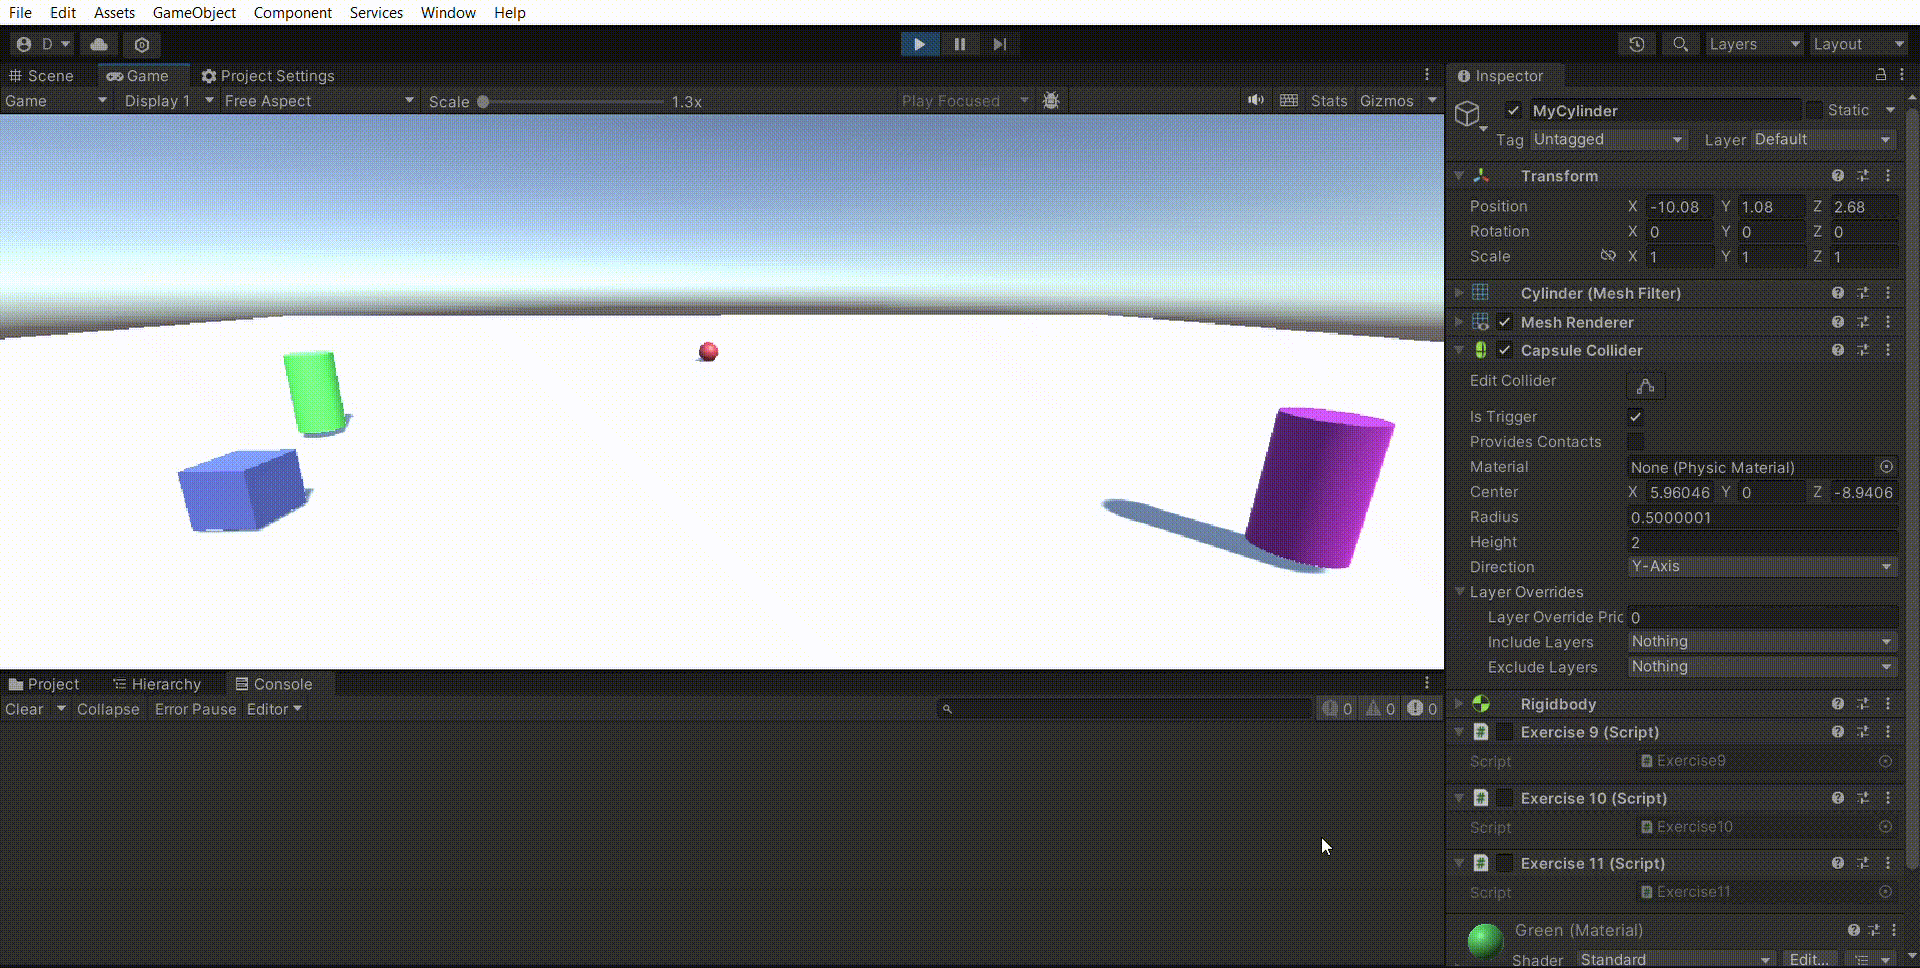 File Edit Assets GameObject Component Services Window Help
D Layers Layout
Scene Game Project Settings
Game Display 1 Free Aspect Scale 1.3x Play Focused Stats Gizmos
Inspector
MyCylinder Static
Tag Untagged Layer Default
Transform
Position X -10.08 Y 1.08 Z 2.68
Rotation X 0 Y 0 Z 0
Scale X 1 Y 1 Z 1
Cylinder (Mesh Filter)
Mesh Renderer
Capsule Collider
Edit Collider
Is Trigger
Provides Contacts
Material None (Physic Material)
Center X 5.96046 Y 0 Z -8.9406
Radius 0.5000001
Height 2
Direction Y-Axis
Layer Overrides
Layer Override Pric 0
Include Layers Nothing
Exclude Layers Nothing
Rigidbody
Exercise 9 (Script)
Script Exercise9
Exercise 10 (Script)
Script Exercise10
Exercise 11 (Script)
Script Exercise11
Green (Material)
Shader Standard Edit...
Project Hierarchy Console
Clear Collapse Error Pause Editor 0 0 0